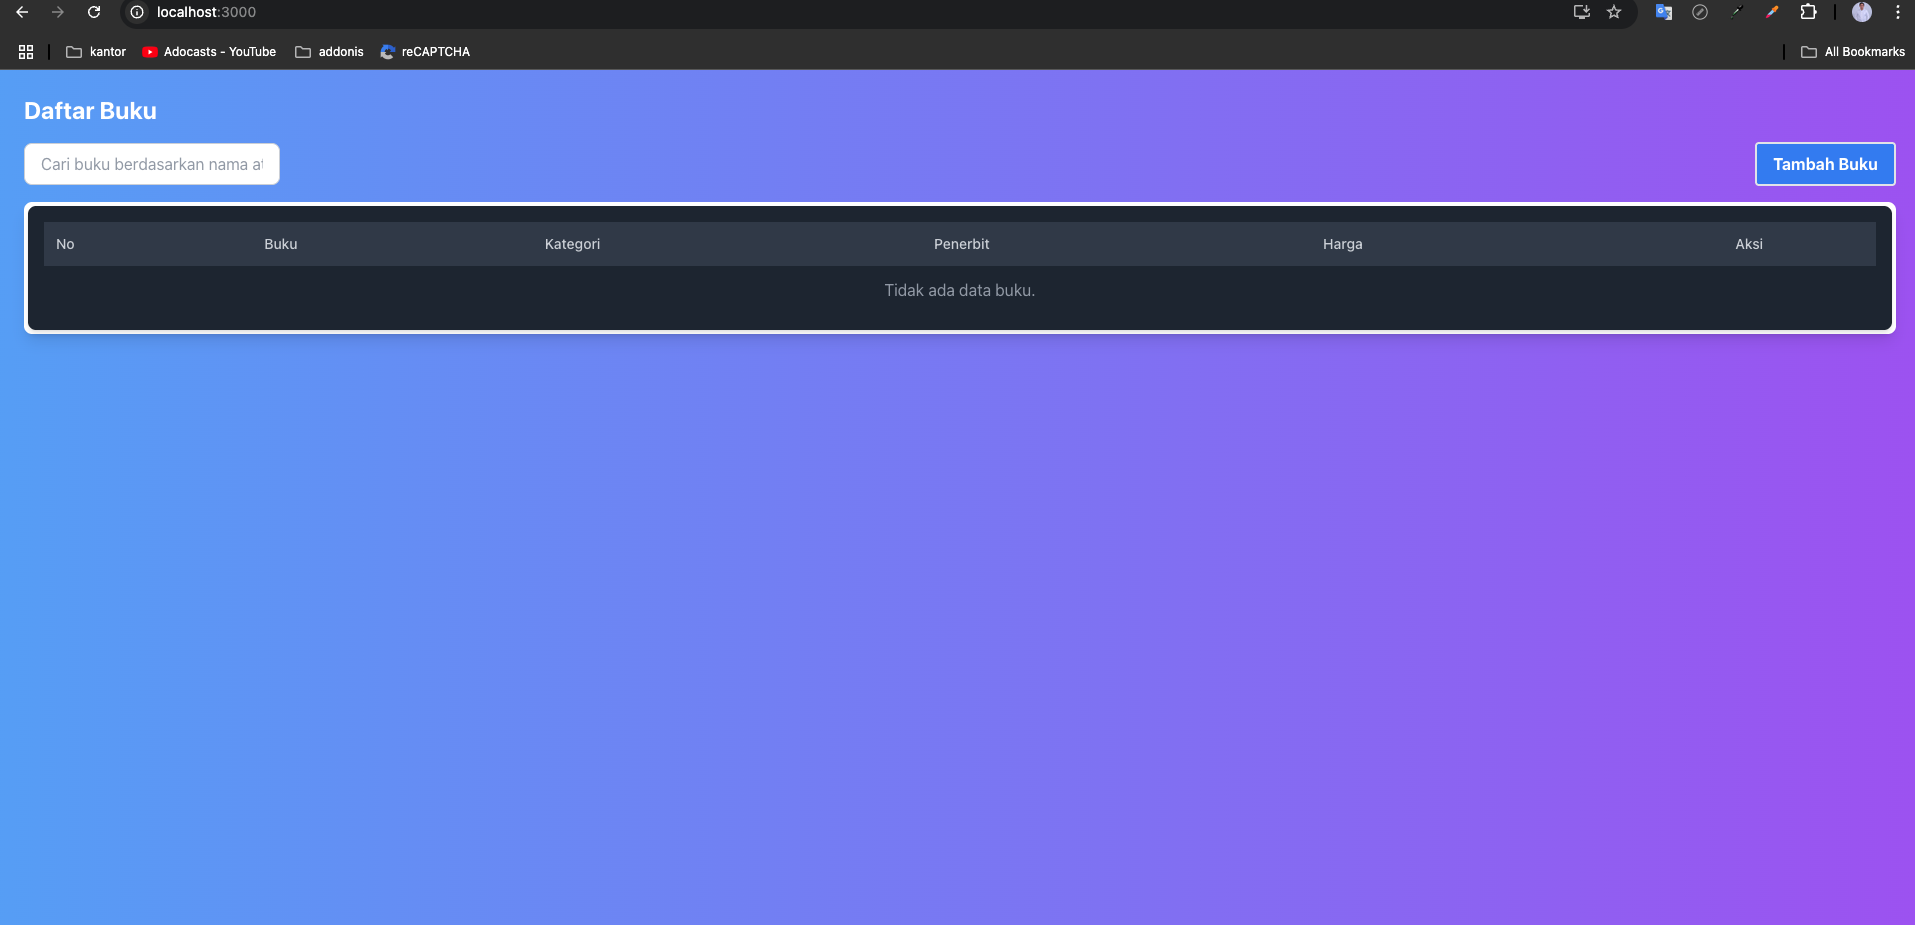 localhost:3000
kantor Adocasts - YouTube addonis reCAPTCHA All Bookmarks
Daftar Buku
Cari buku berdasarkan nama at
Tambah Buku
No Buku Kategori Penerbit Harga Aksi
Tidak ada data buku.